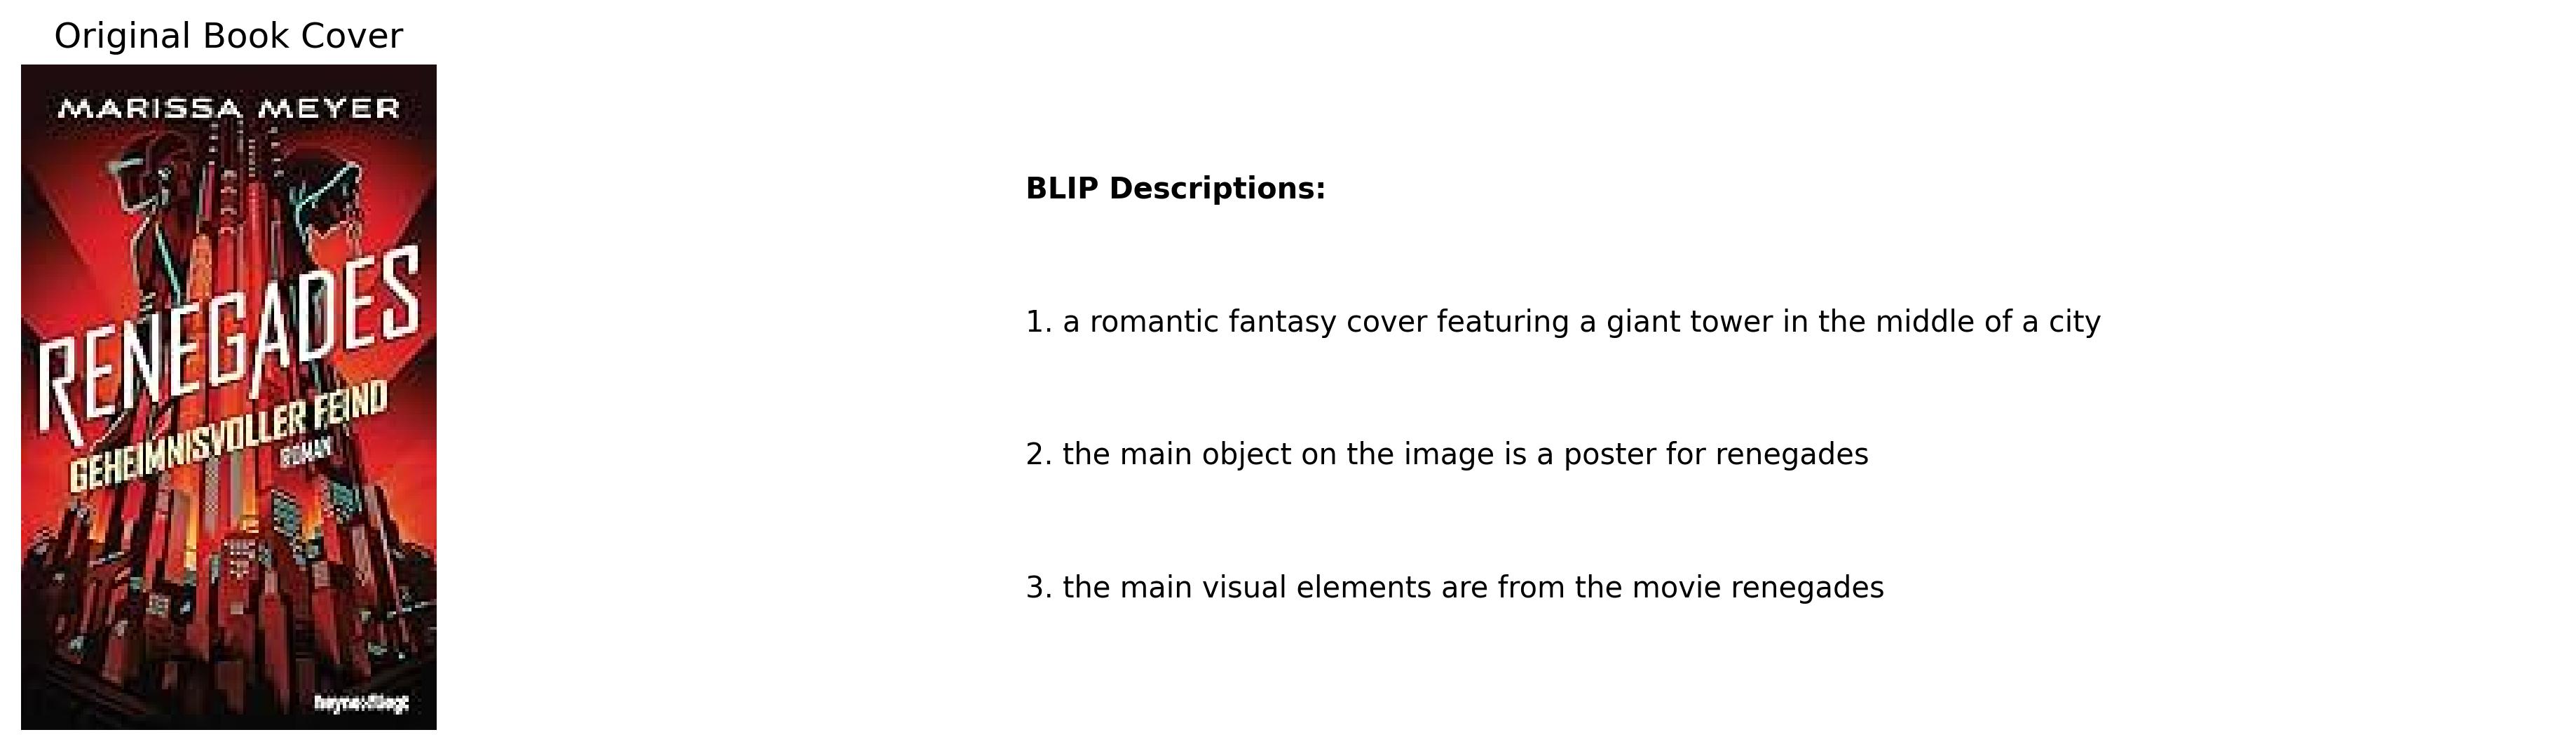 Original Book Cover
MARISSA MEYER
RENEGADES
GEHEIMNISVOLLER FEIND
ROMAN
BLIP Descriptions:
1. a romantic fantasy cover featuring a giant tower in the middle of a city
2. the main object on the image is a poster for renegades
3. the main visual elements are from the movie renegades